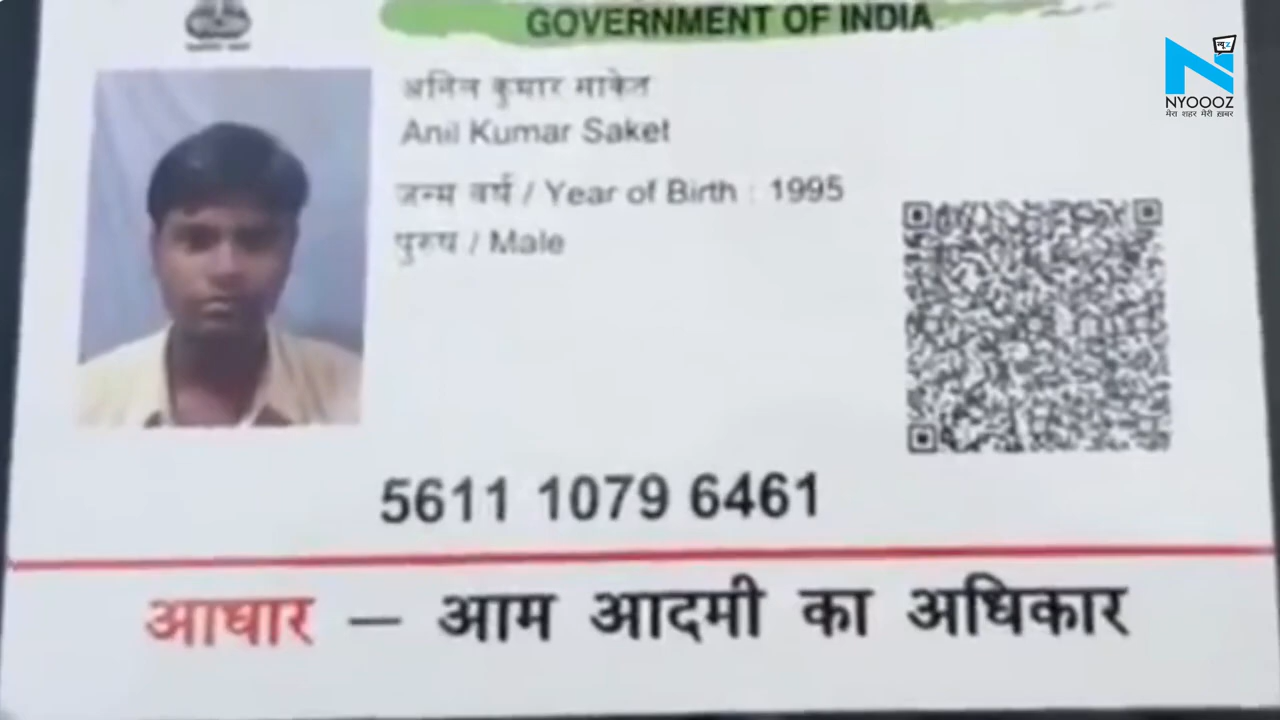 GOVERNMENT OF INDIA
NYOOOZ
मेरा शहर मेरी ख़बर
अनिल कुमार साकेत
Anil Kumar Saket
जन्म वर्ष / Year of Birth : 1995
पुरुष / Male
5611 1079 6461
आधार — आम आदमी का अधिकार